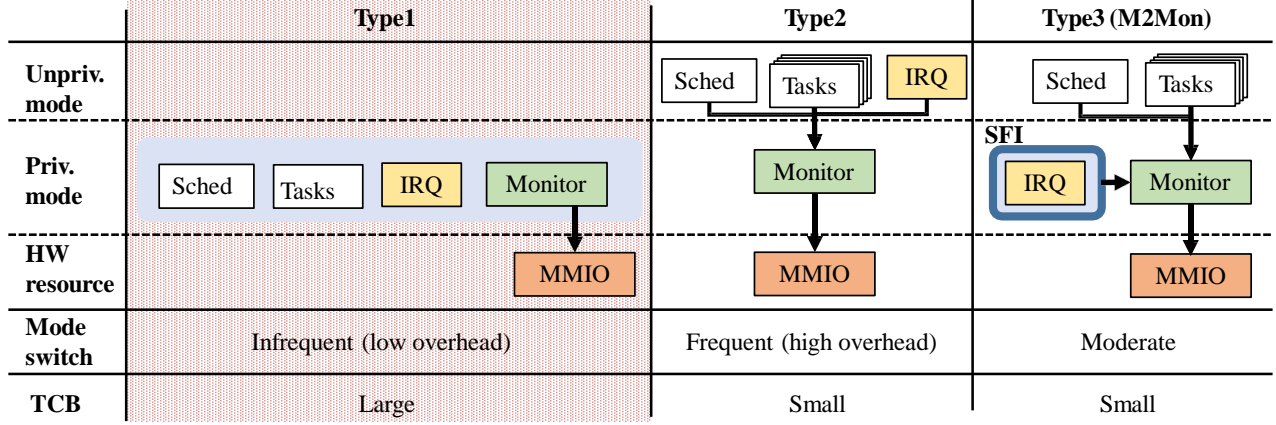 Type1 Type2 Type3 (M2Mon)
Unpriv.
mode
Sched Tasks IRQ Sched Tasks
Priv.
mode
Sched Tasks IRQ Monitor Monitor SFI IRQ Monitor
HW
resource
MMIO MMIO MMIO
Mode
switch
Infrequent (low overhead) Frequent (high overhead) Moderate
TCB Large Small Small